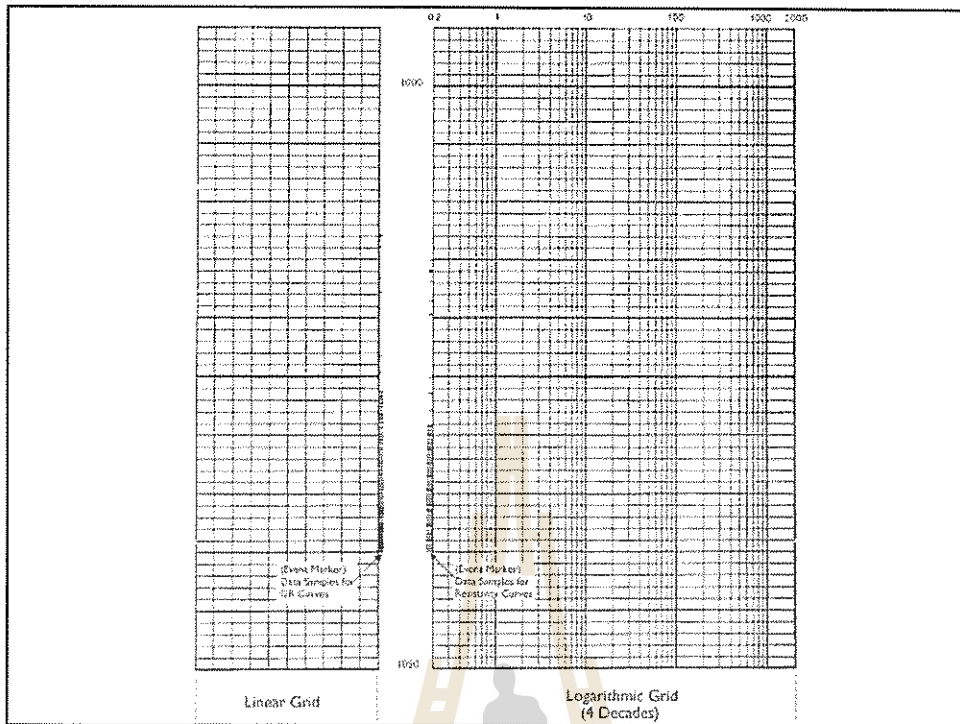 0.2 1 10 100 1000 2000
1000
(Event Marker)
Data Samples for
GR Curves
(Event Marker)
Data Samples for
Resistivity Curves
1050
Linear Grid
Logarithmic Grid
(4 Decades)